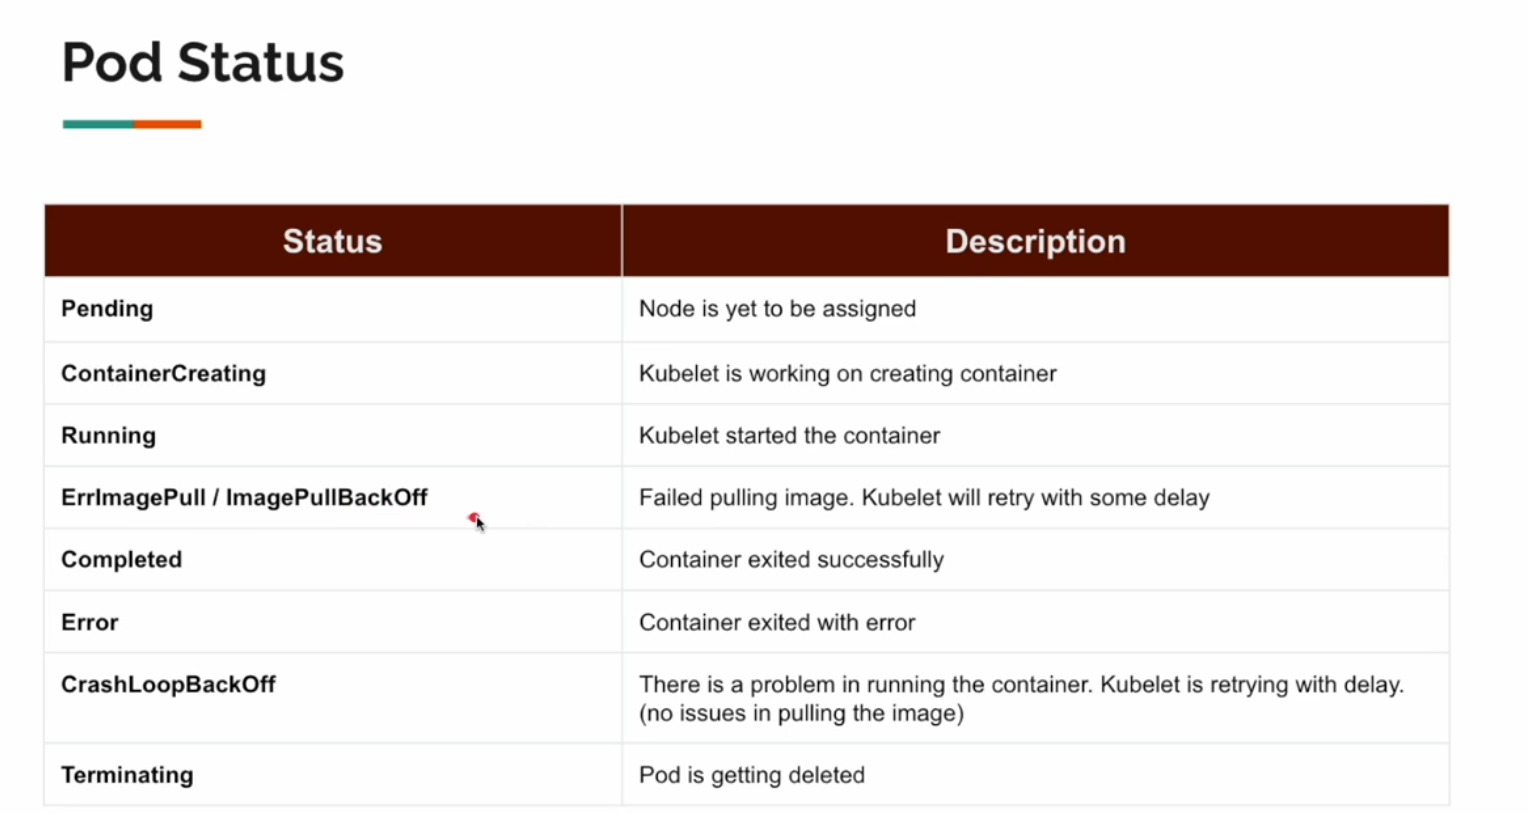 Pod Status
Status
Description
Pending
Node is yet to be assigned
ContainerCreating
Kubelet is working on creating container
Running
Kubelet started the container
ErrImagePull / ImagePullBackOff
Failed pulling image. Kubelet will retry with some delay
Completed
Container exited successfully
Error
Container exited with error
CrashLoopBackOff
There is a problem in running the container. Kubelet is retrying with delay.
(no issues in pulling the image)
Terminating
Pod is getting deleted